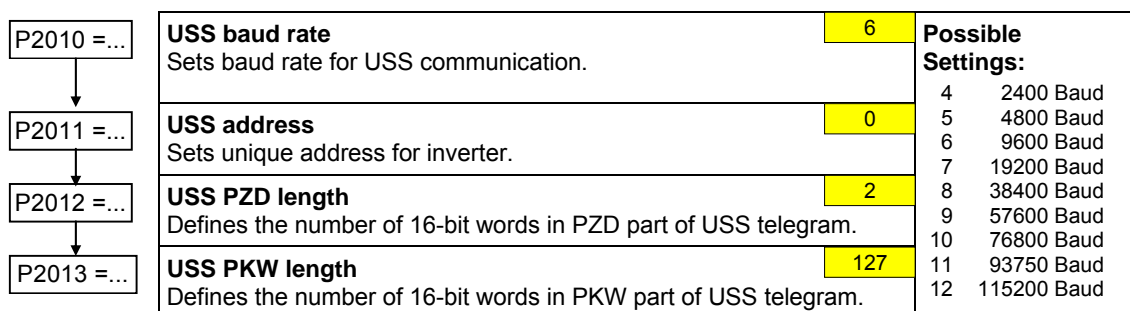 P2010 =...
USS baud rate 6
Sets baud rate for USS communication.
P2011 =...
USS address 0
Sets unique address for inverter.
P2012 =...
USS PZD length 2
Defines the number of 16-bit words in PZD part of USS telegram.
P2013 =...
USS PKW length 127
Defines the number of 16-bit words in PKW part of USS telegram.
Possible
Settings:
4 2400 Baud
5 4800 Baud
6 9600 Baud
7 19200 Baud
8 38400 Baud
9 57600 Baud
10 76800 Baud
11 93750 Baud
12 115200 Baud